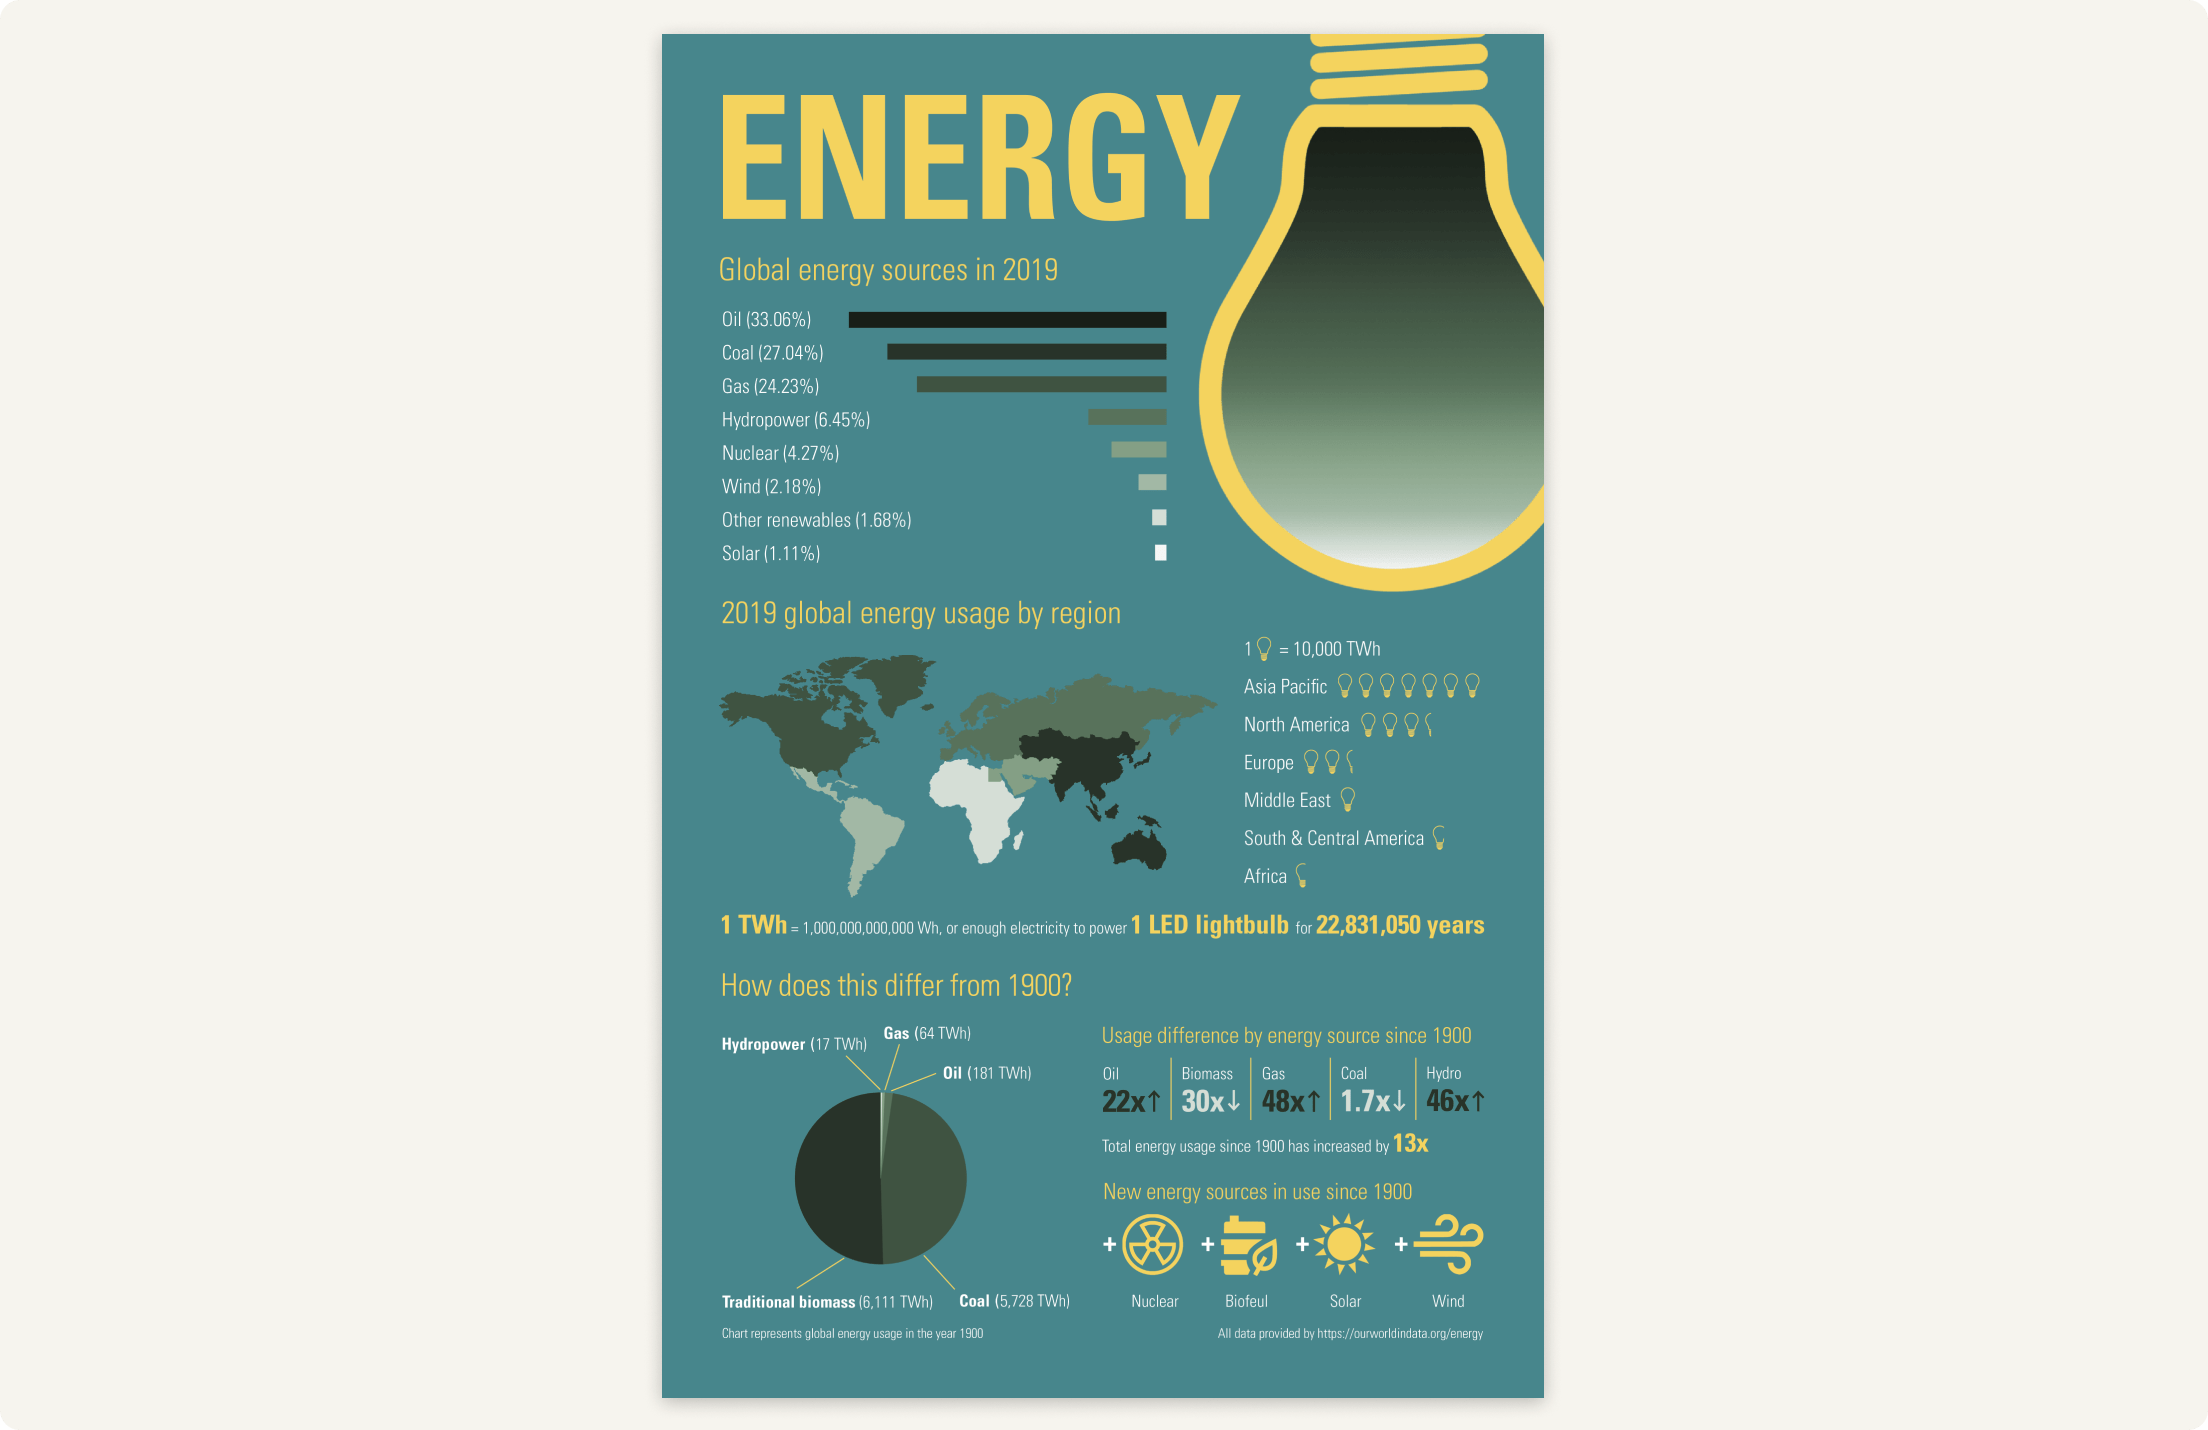 ENERGY
Global energy sources in 2019
Oil (33.06%)
Coal (27.04%)
Gas (24.23%)
Hydropower (6.45%)
Nuclear (4.27%)
Wind (2.18%)
Other renewables (1.68%)
Solar (1.11%)
2019 global energy usage by region
1 = 10,000 TWh
Asia Pacific
North America
Europe
Middle East
South & Central America
Africa
1 TWh = 1,000,000,000,000 Wh, or enough electricity to power 1 LED lightbulb for 22,831,050 years
How does this differ from 1900?
Hydropower (17 TWh)
Gas (64 TWh)
Oil (181 TWh)
Traditional biomass (6,111 TWh)
Coal (5,728 TWh)
Chart represents global energy usage in the year 1900
Usage difference by energy source since 1900
Oil
22x↑
Biomass
30x↓
Gas
48x↑
Coal
1.7x↓
Hydro
46x↑
Total energy usage since 1900 has increased by 13x
New energy sources in use since 1900
+ + + +
Nuclear
Biofeul
Solar
Wind
All data provided by https://ourworldindata.org/energy